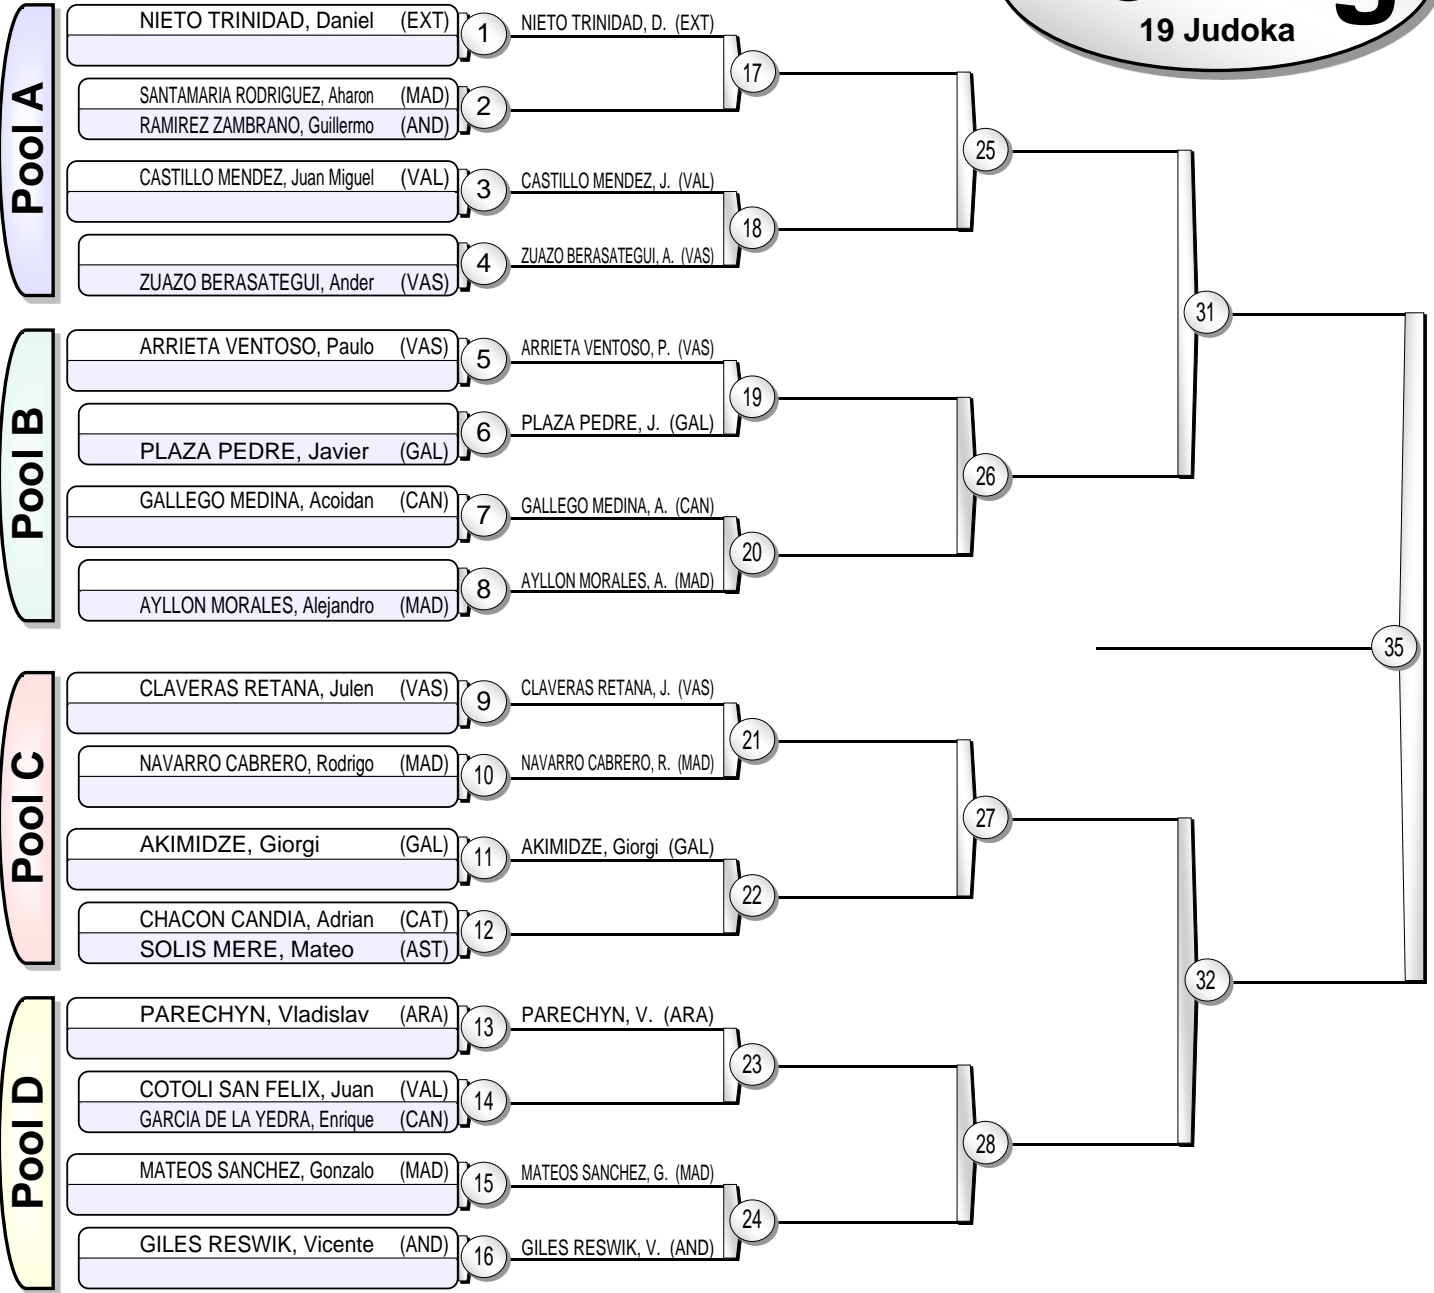 19 Judoka
Pool A
NIETO TRINIDAD, Daniel (EXT)
1
NIETO TRINIDAD, D. (EXT)
17
SANTAMARIA RODRIGUEZ, Aharon (MAD)
RAMIREZ ZAMBRANO, Guillermo (AND)
2
25
CASTILLO MENDEZ, Juan Miguel (VAL)
3
CASTILLO MENDEZ, J. (VAL)
18
4
ZUAZO BERASATEGUI, A. (VAS)
ZUAZO BERASATEGUI, Ander (VAS)
31
Pool B
ARRIETA VENTOSO, Paulo (VAS)
5
ARRIETA VENTOSO, P. (VAS)
19
6
PLAZA PEDRE, J. (GAL)
PLAZA PEDRE, Javier (GAL)
26
GALLEGO MEDINA, Acoidan (CAN)
7
GALLEGO MEDINA, A. (CAN)
20
8
AYLLON MORALES, A. (MAD)
AYLLON MORALES, Alejandro (MAD)
35
Pool C
CLAVERAS RETANA, Julen (VAS)
9
CLAVERAS RETANA, J. (VAS)
21
NAVARRO CABRERO, Rodrigo (MAD)
10
NAVARRO CABRERO, R. (MAD)
27
AKIMIDZE, Giorgi (GAL)
11
AKIMIDZE, Giorgi (GAL)
22
CHACON CANDIA, Adrian (CAT)
SOLIS MERE, Mateo (AST)
12
32
Pool D
PARECHYN, Vladislav (ARA)
13
PARECHYN, V. (ARA)
23
COTOLI SAN FELIX, Juan (VAL)
GARCIA DE LA YEDRA, Enrique (CAN)
14
28
MATEOS SANCHEZ, Gonzalo (MAD)
15
MATEOS SANCHEZ, G. (MAD)
24
GILES RESWIK, Vicente (AND)
16
GILES RESWIK, V. (AND)